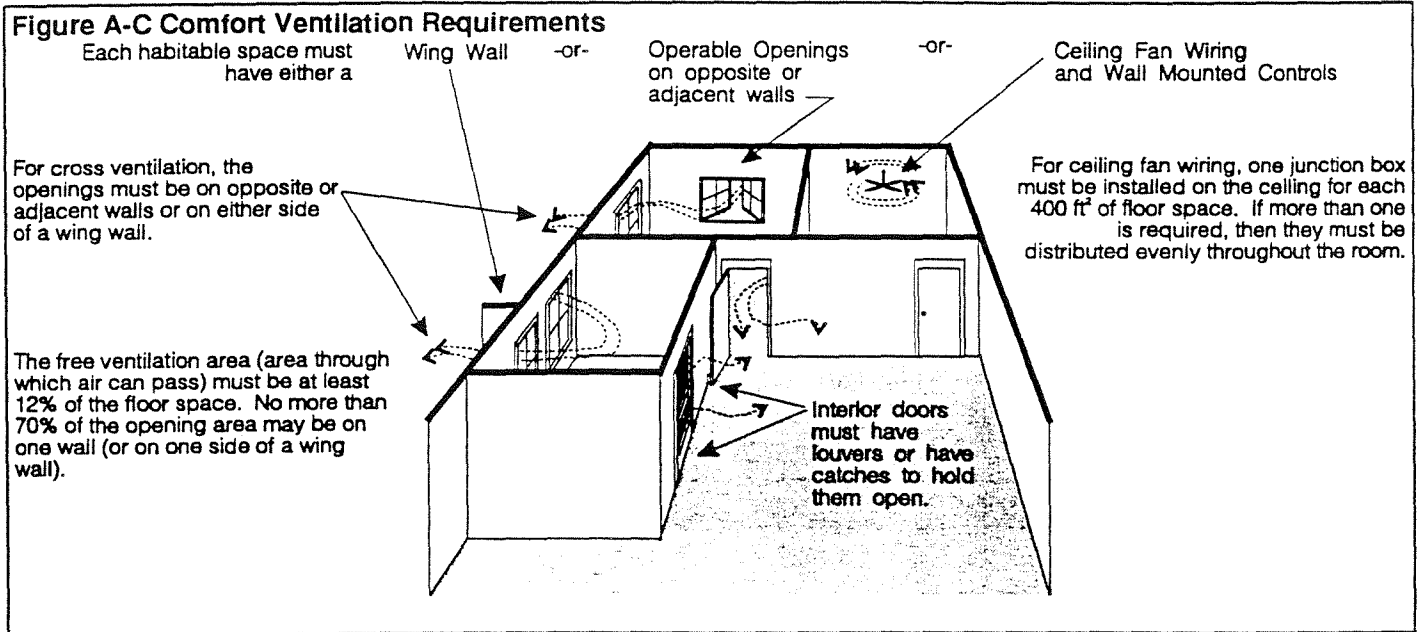 Figure A-C Comfort Ventilation Requirements
Each habitable space must
have either a
Wing Wall
-or-
Operable Openings
on opposite or
adjacent walls
-or-
Ceiling Fan Wiring
and Wall Mounted Controls
For cross ventilation, the
openings must be on opposite or
adjacent walls or on either side
of a wing wall.
For ceiling fan wiring, one junction box
must be installed on the ceiling for each
400 ft² of floor space. If more than one
is required, then they must be
distributed evenly throughout the room.
The free ventilation area (area through
which air can pass) must be at least
12% of the floor space. No more than
70% of the opening area may be on
one wall (or on one side of a wing
wall).
Interior doors
must have
louvers or have
catches to hold
them open.